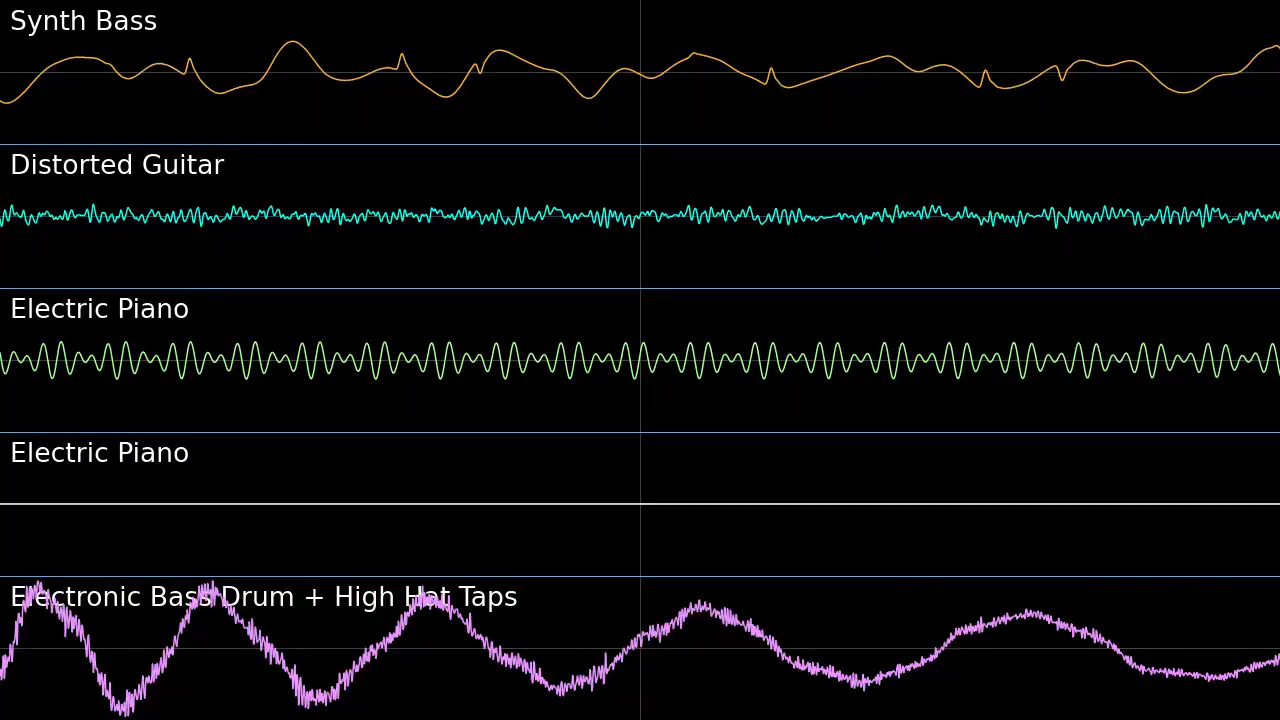 Synth Bass
Distorted Guitar
Electric Piano
Electric Piano
Electronic Bass Drum + High Hat Taps